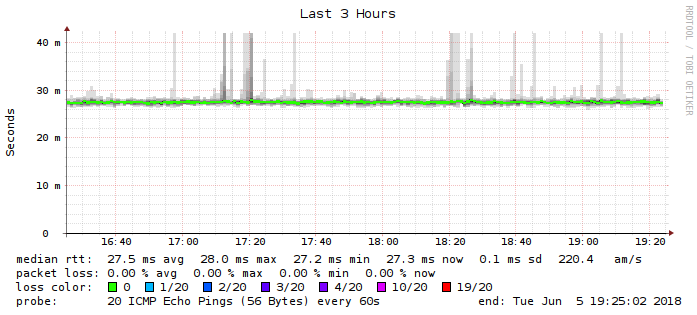 Last 3 Hours
RRDTOOL / TOBI OETIKER
Seconds
40 m
30 m
20 m
10 m
0
16:40 17:00 17:20 17:40 18:00 18:20 18:40 19:00 19:20
median rtt: 27.5 ms avg 28.0 ms max 27.2 ms min 27.3 ms now 0.1 ms sd 220.4 am/s
packet loss: 0.00 % avg 0.00 % max 0.00 % min 0.00 % now
loss color: 0 1/20 2/20 3/20 4/20 10/20 19/20
probe: 20 ICMP Echo Pings (56 Bytes) every 60s end: Tue Jun 5 19:25:02 2018